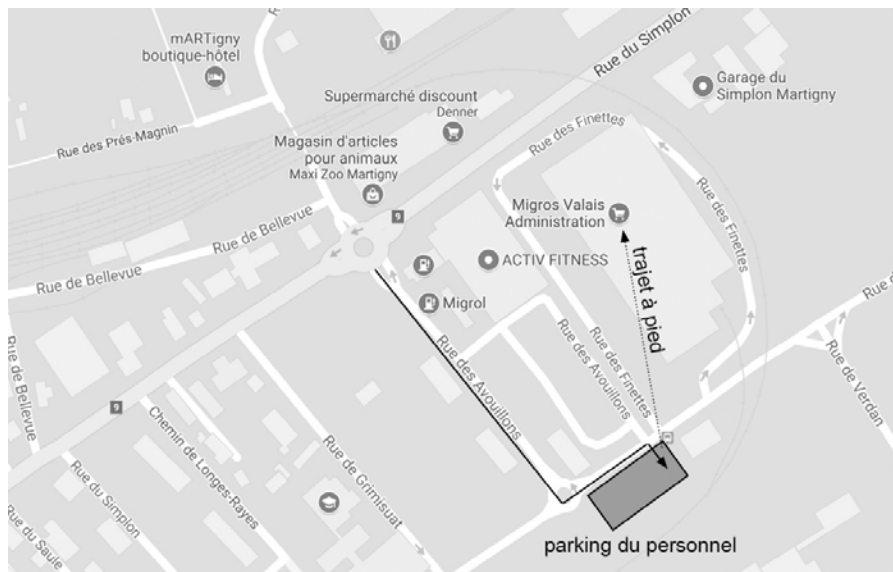 mARTigny
boutique-hôtel
Rue du Simplon
Garage du
Simplon Martigny
Supermarché discount
Denner
Rue des Prés-Magnin
Magasin d'articles
pour animaux
Maxi Zoo Martigny
Rue des Finettes
Rue des Finettes
Migros Valais
Administration
9
Rue de Bellevue
Rue de Bellevue
ACTIV FITNESS
trajet à pied
Migrol
Rue d
Rue de Bellevue
Rue des Avouillons
Rue des Finettes
Rue des Avouillons
Rue de Verdan
9
Chemin de Longes-Rayes
Rue de Grimisuat
Rue du Simplon
Rue du Saule
parking du personnel